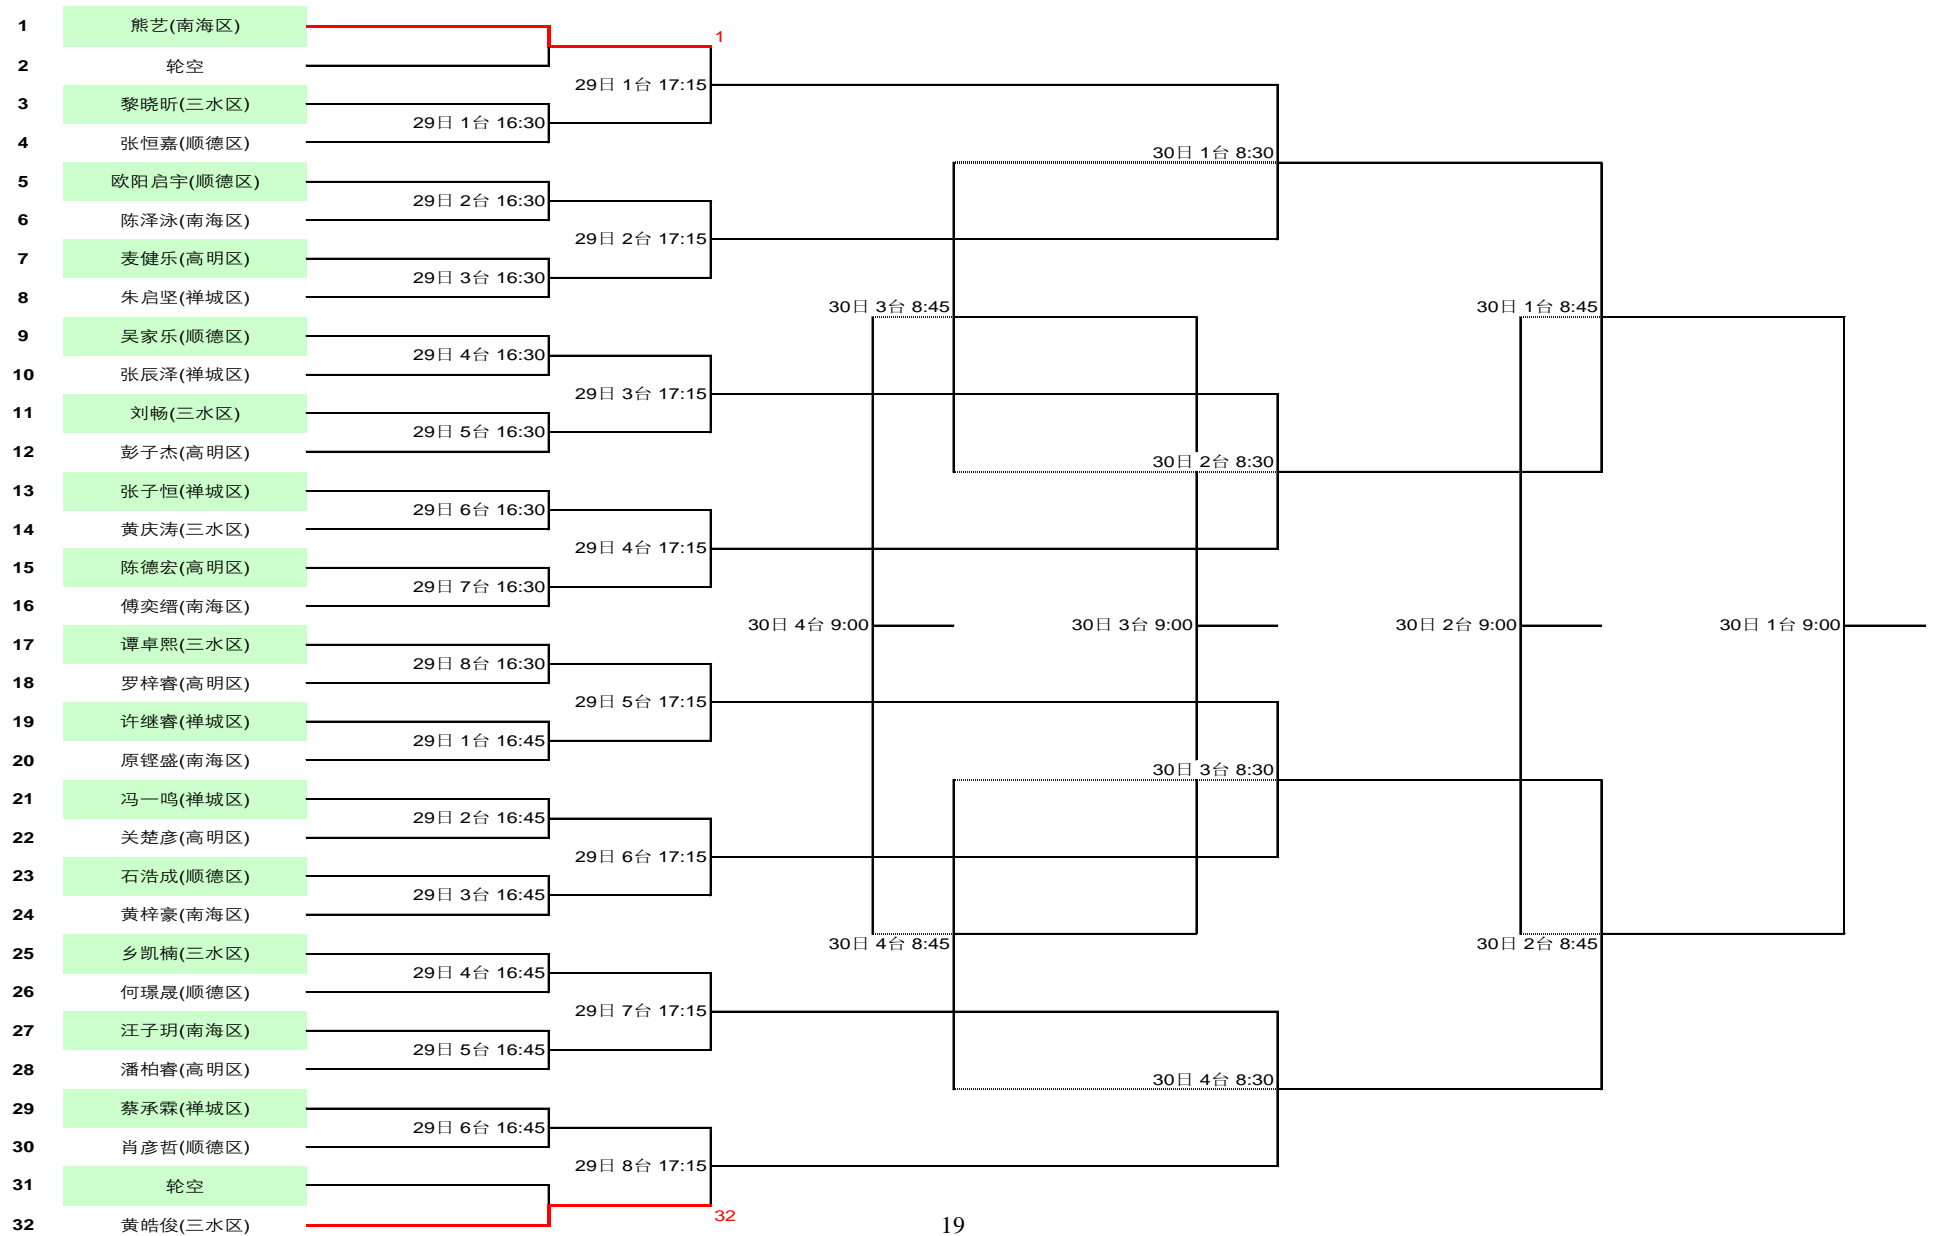 1 熊艺(南海区)
1
2 轮空
29日 1台 17:15
3 黎晓昕(三水区)
29日 1台 16:30
4 张恒嘉(顺德区)
30日 1台 8:30
5 欧阳启宇(顺德区)
29日 2台 16:30
6 陈泽泳(南海区)
29日 2台 17:15
7 麦健乐(高明区)
29日 3台 16:30
8 朱启坚(禅城区)
30日 3台 8:45
30日 1台 8:45
9 吴家乐(顺德区)
29日 4台 16:30
10 张辰泽(禅城区)
29日 3台 17:15
11 刘畅(三水区)
29日 5台 16:30
12 彭子杰(高明区)
30日 2台 8:30
13 张子恒(禅城区)
29日 6台 16:30
14 黄庆涛(三水区)
29日 4台 17:15
15 陈德宏(高明区)
29日 7台 16:30
16 傅奕缙(南海区)
30日 4台 9:00
30日 3台 9:00
30日 2台 9:00
30日 1台 9:00
17 谭卓熙(三水区)
29日 8台 16:30
18 罗梓睿(高明区)
29日 5台 17:15
19 许继睿(禅城区)
29日 1台 16:45
20 原铿盛(南海区)
30日 3台 8:30
21 冯一鸣(禅城区)
29日 2台 16:45
22 关楚彦(高明区)
29日 6台 17:15
23 石浩成(顺德区)
29日 3台 16:45
24 黄梓豪(南海区)
30日 4台 8:45
30日 2台 8:45
25 乡凯楠(三水区)
29日 4台 16:45
26 何璟晟(顺德区)
29日 7台 17:15
27 汪子玥(南海区)
29日 5台 16:45
28 潘柏睿(高明区)
30日 4台 8:30
29 蔡承霖(禅城区)
29日 6台 16:45
30 肖彦哲(顺德区)
29日 8台 17:15
31 轮空
32
32 黄皓俊(三水区)
19